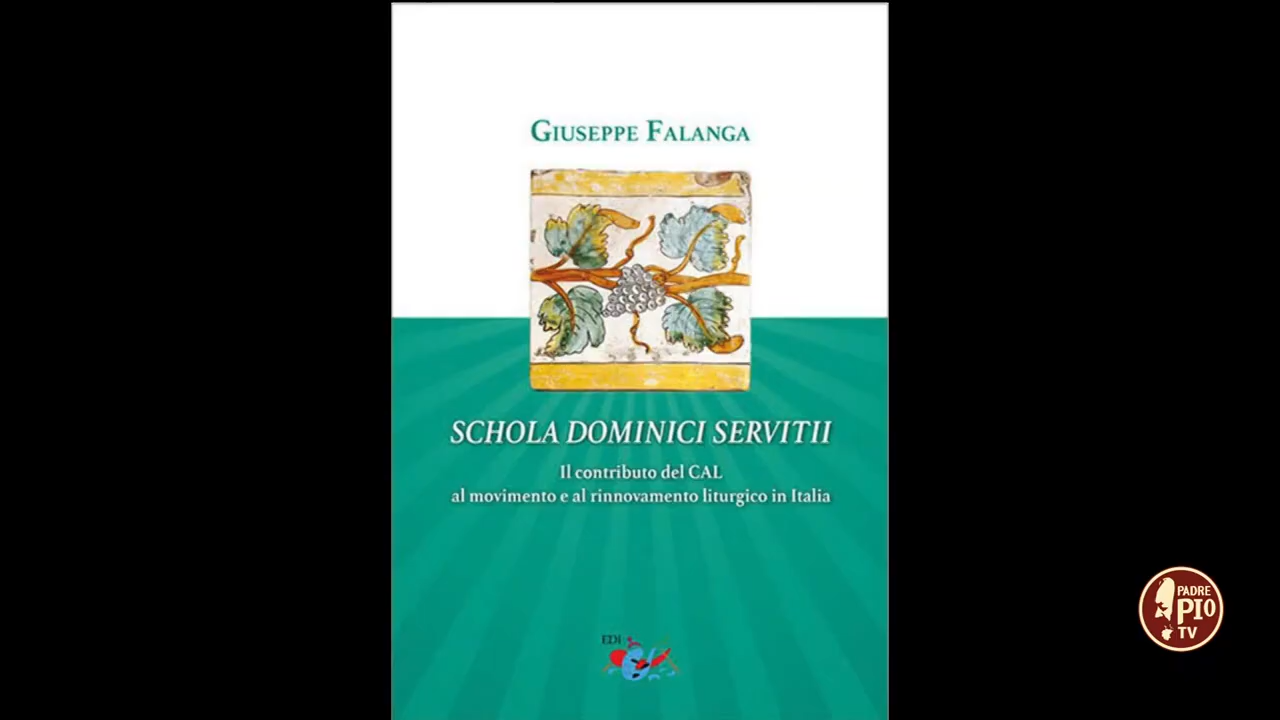 GIUSEPPE FALANGA
SCHOLA DOMINICI SERVITII
Il contributo del CAL
al movimento e al rinnovamento liturgico in Italia
EDI
PADRE
PIO
TV